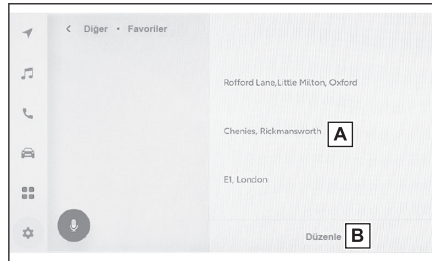 Diğer • Favoriler
Rofford Lane,Little Milton, Oxford
Chenies, Rickmansworth A
E1, London
Düzenle B